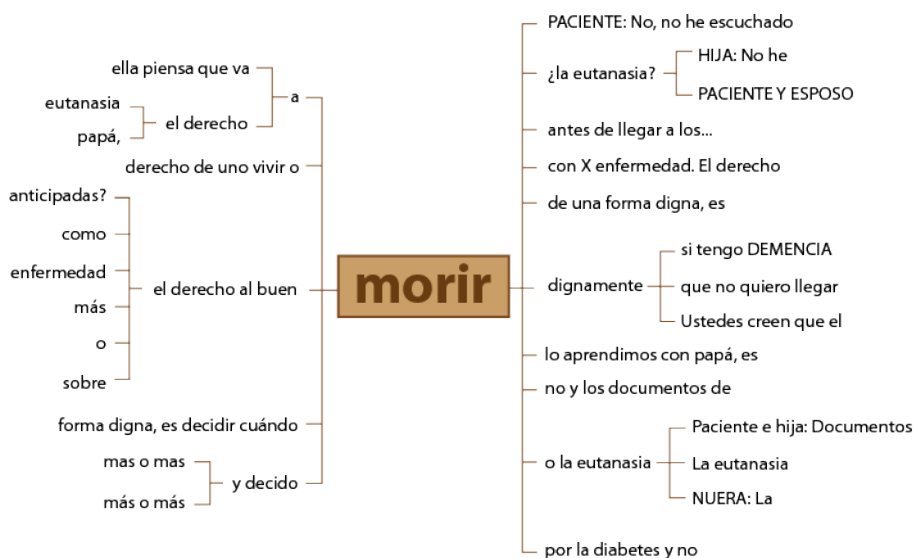 ella piensa que va
a
eutanasia
papá,
el derecho
derecho de uno vivir o
anticipadas?
como
enfermedad
más
o
sobre
el derecho al buen
forma digna, es decidir cuándo
mas o mas
más o más
y decido
morir
PACIENTE: No, no he escuchado
¿la eutanasia?
HIJA: No he
PACIENTE Y ESPOSO
antes de llegar a los...
con X enfermedad. El derecho
de una forma digna, es
dignamente
si tengo DEMENCIA
que no quiero llegar
Ustedes creen que el
lo aprendimos con papá, es
no y los documentos de
o la eutanasia
Paciente e hija: Documentos
La eutanasia
NUERA: La
por la diabetes y no